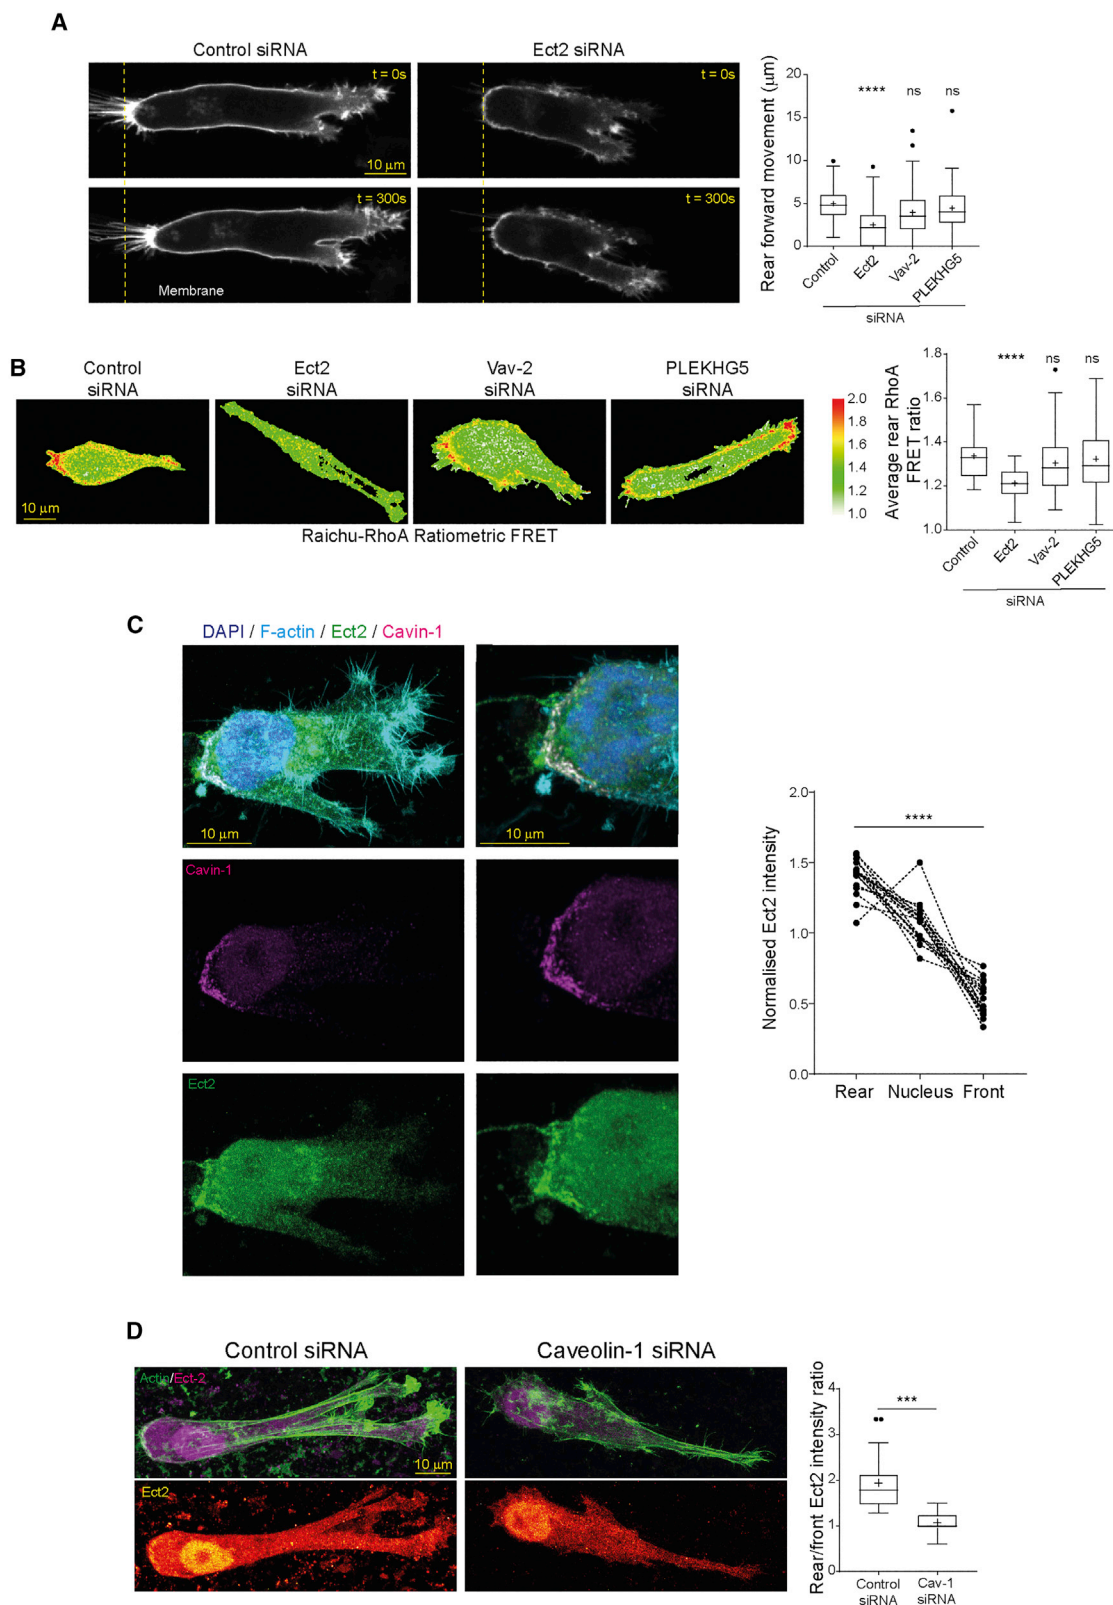 A
Control siRNA
Ect2 siRNA
t = 0s
10 μm
t = 0s
t = 300s
Membrane
t = 300s
Rear forward movement (μm)
20
15
10
5
0
****
ns
ns
Control
Ect2
Vav-2
PLEKHG5
siRNA
B
Control
siRNA
Ect2
siRNA
Vav-2
siRNA
PLEKHG5
siRNA
10 μm
Raichu-RhoA Ratiometric FRET
2.0
1.8
1.6
1.4
1.2
1.0
Average rear RhoA
FRET ratio
1.8
1.6
1.4
1.2
1.0
****
ns
ns
Control
Ect2
Vav-2
PLEKHG5
siRNA
C
DAPI / F-actin / Ect2 / Cavin-1
10 μm
10 μm
Cavin-1
Ect2
Normalised Ect2 intensity
2.0
1.5
1.0
0.5
0.0
****
Rear
Nucleus
Front
D
Control siRNA
Caveolin-1 siRNA
Actin/Ect-2
10 μm
Ect2
Rear/front Ect2 intensity ratio
4
3
2
1
0
***
Control
siRNA
Cav-1
siRNA